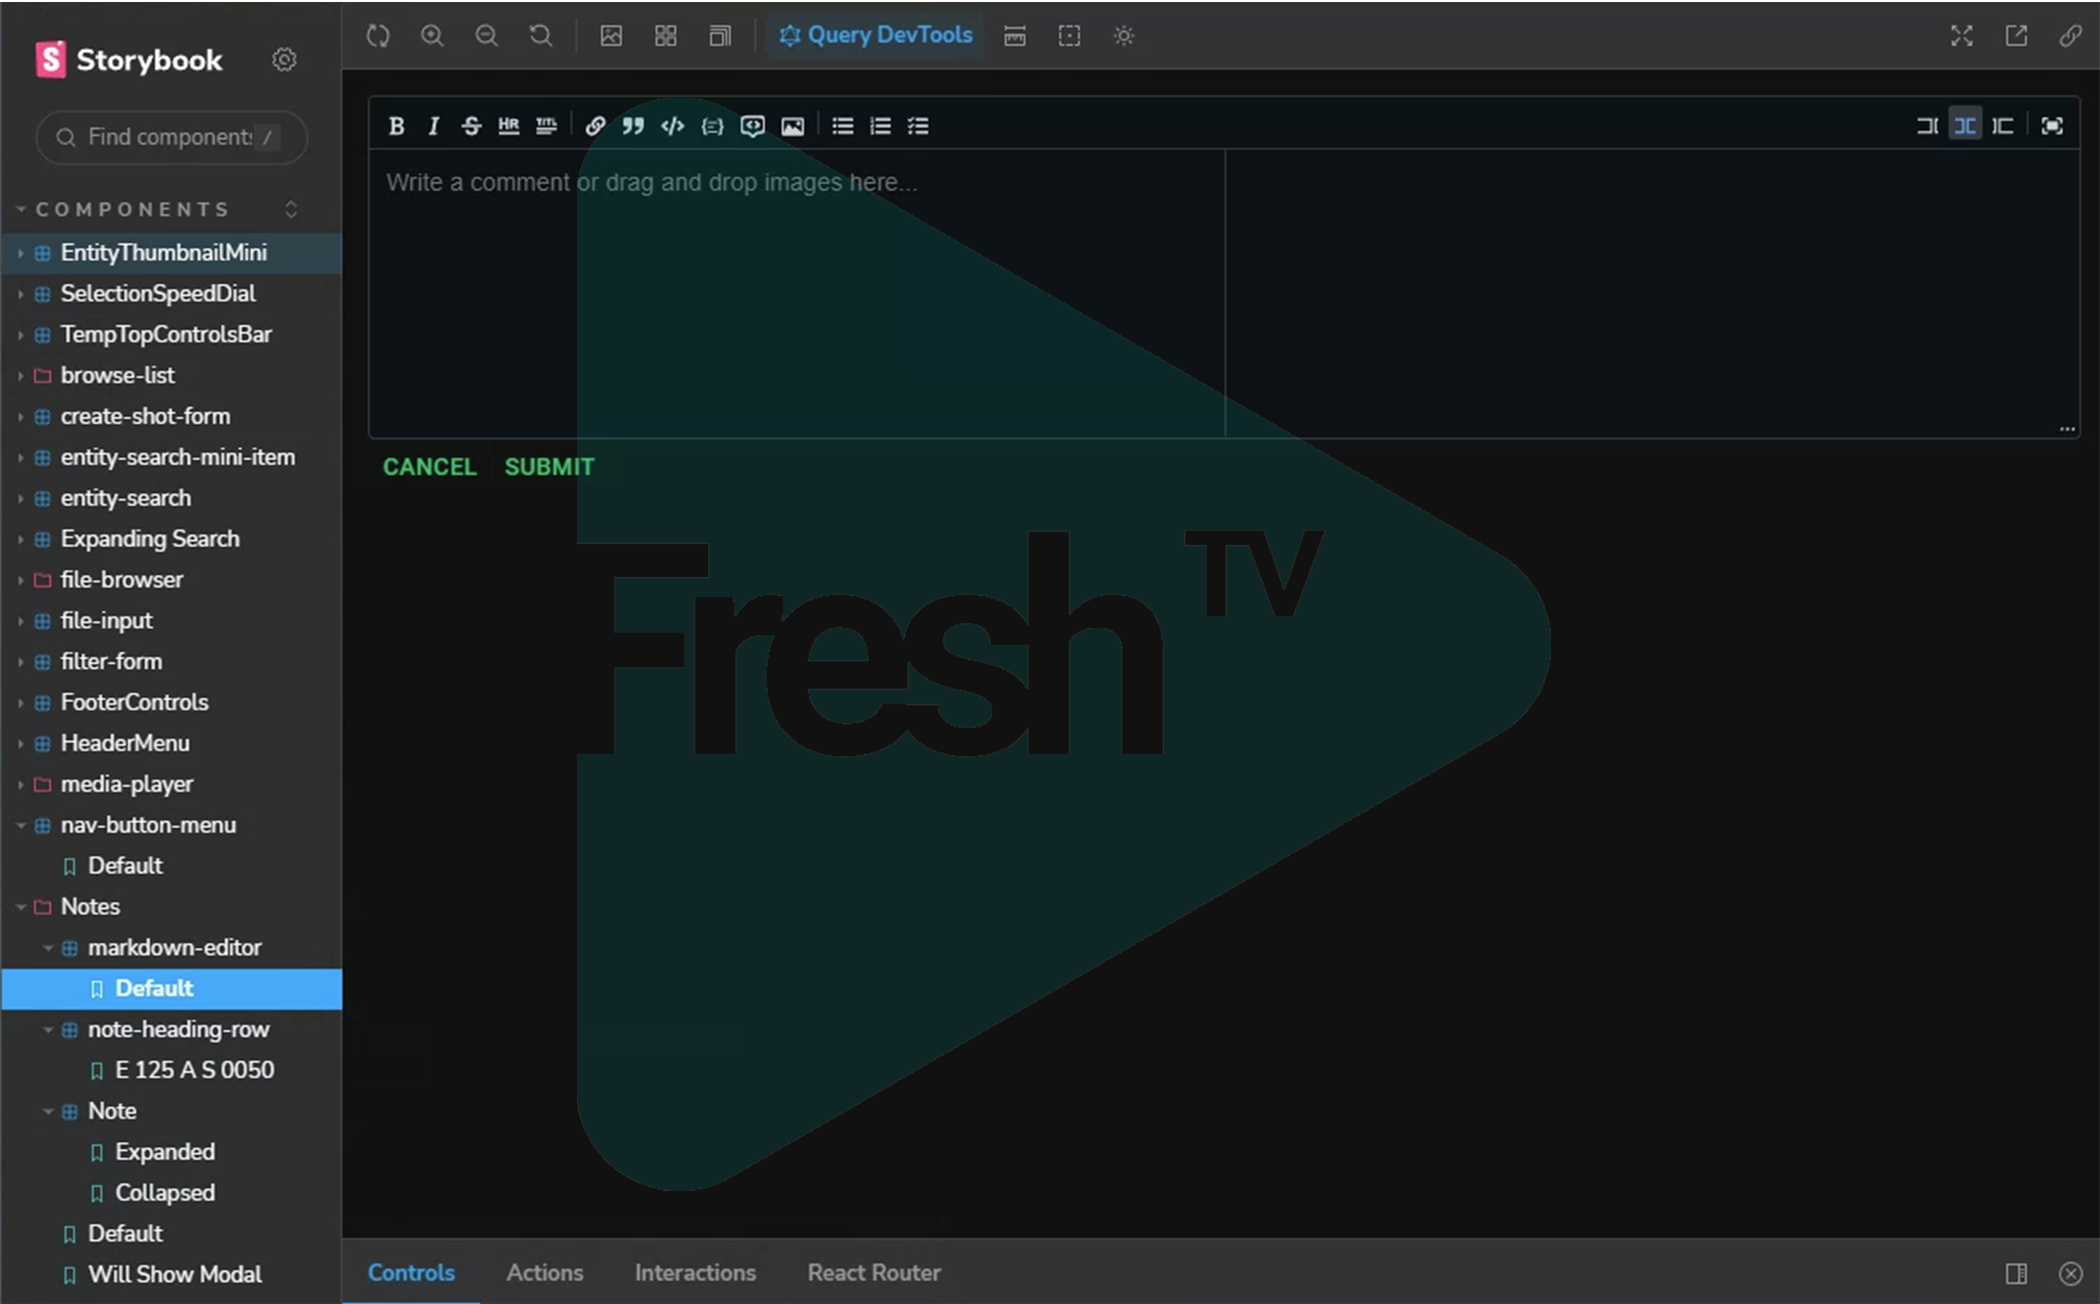 Storybook
Find components /
COMPONENTS
EntityThumbnailMini
SelectionSpeedDial
TempTopControlsBar
browse-list
create-shot-form
entity-search-mini-item
entity-search
Expanding Search
file-browser
file-input
filter-form
FooterControls
HeaderMenu
media-player
nav-button-menu
Default
Notes
markdown-editor
Default
note-heading-row
E 125 A S 0050
Note
Expanded
Collapsed
Default
Will Show Modal
Query DevTools
B I S HR TITL
Write a comment or drag and drop images here...
CANCEL SUBMIT
Fresh TV
Controls Actions Interactions React Router